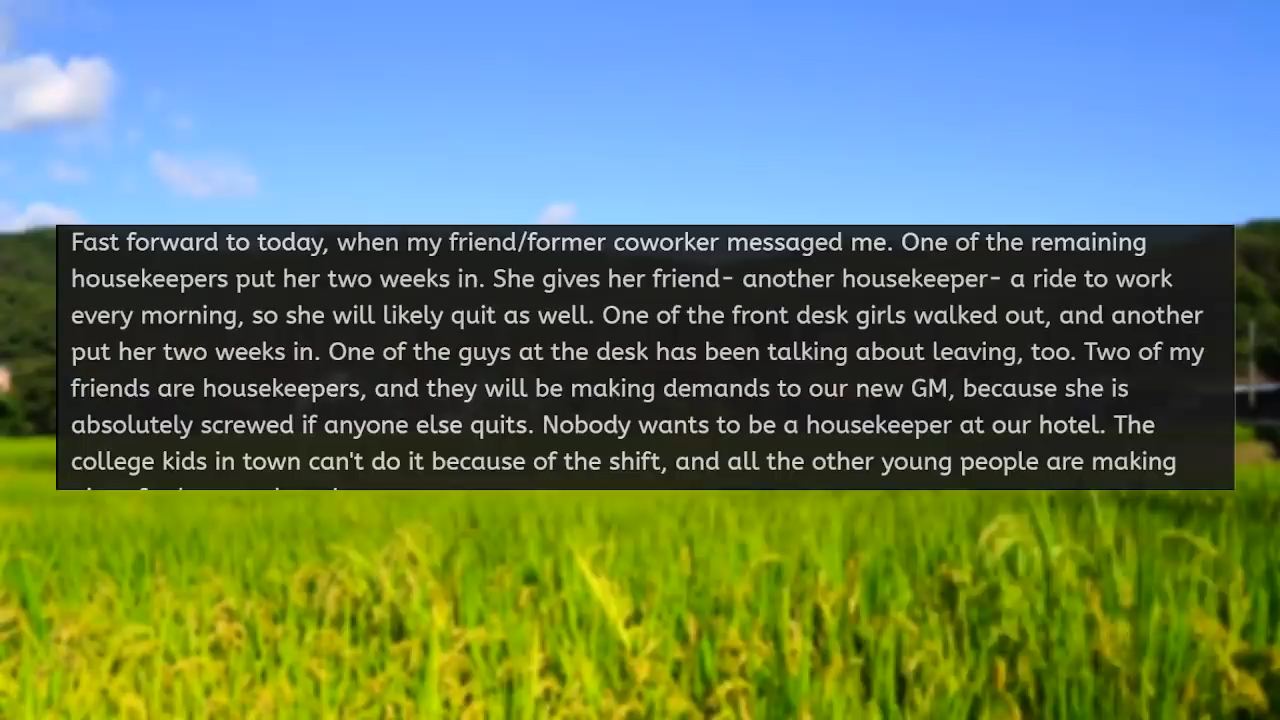 Fast forward to today, when my friend/former coworker messaged me. One of the remaining
housekeepers put her two weeks in. She gives her friend- another housekeeper- a ride to work
every morning, so she will likely quit as well. One of the front desk girls walked out, and another
put her two weeks in. One of the guys at the desk has been talking about leaving, too. Two of my
friends are housekeepers, and they will be making demands to our new GM, because she is
absolutely screwed if anyone else quits. Nobody wants to be a housekeeper at our hotel. The
college kids in town can't do it because of the shift, and all the other young people are making